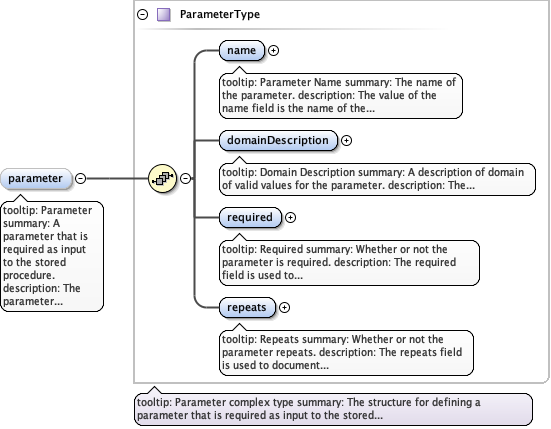 ParameterType
name
tooltip: Parameter Name summary: The name of
the parameter. description: The value of the
name field is the name of the...
domainDescription
tooltip: Domain Description summary: A description of domain
of valid values for the parameter. description: The...
parameter
tooltip: Parameter
summary: A
parameter that is
required as input
to the stored
procedure.
description: The
parameter...
required
tooltip: Required summary: Whether or not the
parameter is required. description: The required
field is used to...
repeats
tooltip: Repeats summary: Whether or not the
parameter repeats. description: The repeats field
is used to document...
tooltip: Parameter complex type summary: The structure for defining a
parameter that is required as input to the stored...